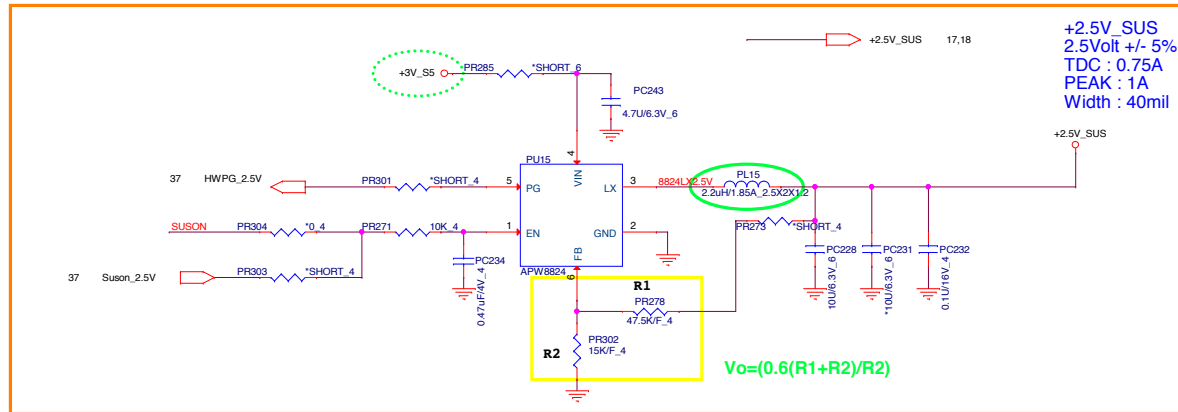 +2.5V_SUS 17,18
+2.5V_SUS
2.5Volt +/- 5%
TDC : 0.75A
PEAK : 1A
Width : 40mil
+3V_S5
PR285
*SHORT_6
PC243
4.7U/6.3V_6
+2.5V_SUS
PU15
4
VIN
37 HWPG_2.5V
PR301
*SHORT_4
5
PG
LX
3
8824LX2.5V
PL15
2.2uH/1.85A_2.5X2X1.2
SUSON
PR304
*0_4
PR271
10K_4
1
EN
GND
2
PR273
*SHORT_4
FB
6
APW8824
PC234
0.47uF/4V_4
37 Suson_2.5V
PR303
*SHORT_4
PC228
10U/6.3V_6
PC231
*10U/6.3V_6
PC232
0.1U/16V_4
R1
PR278
47.5K/F_4
R2
PR302
15K/F_4
Vo=(0.6(R1+R2)/R2)